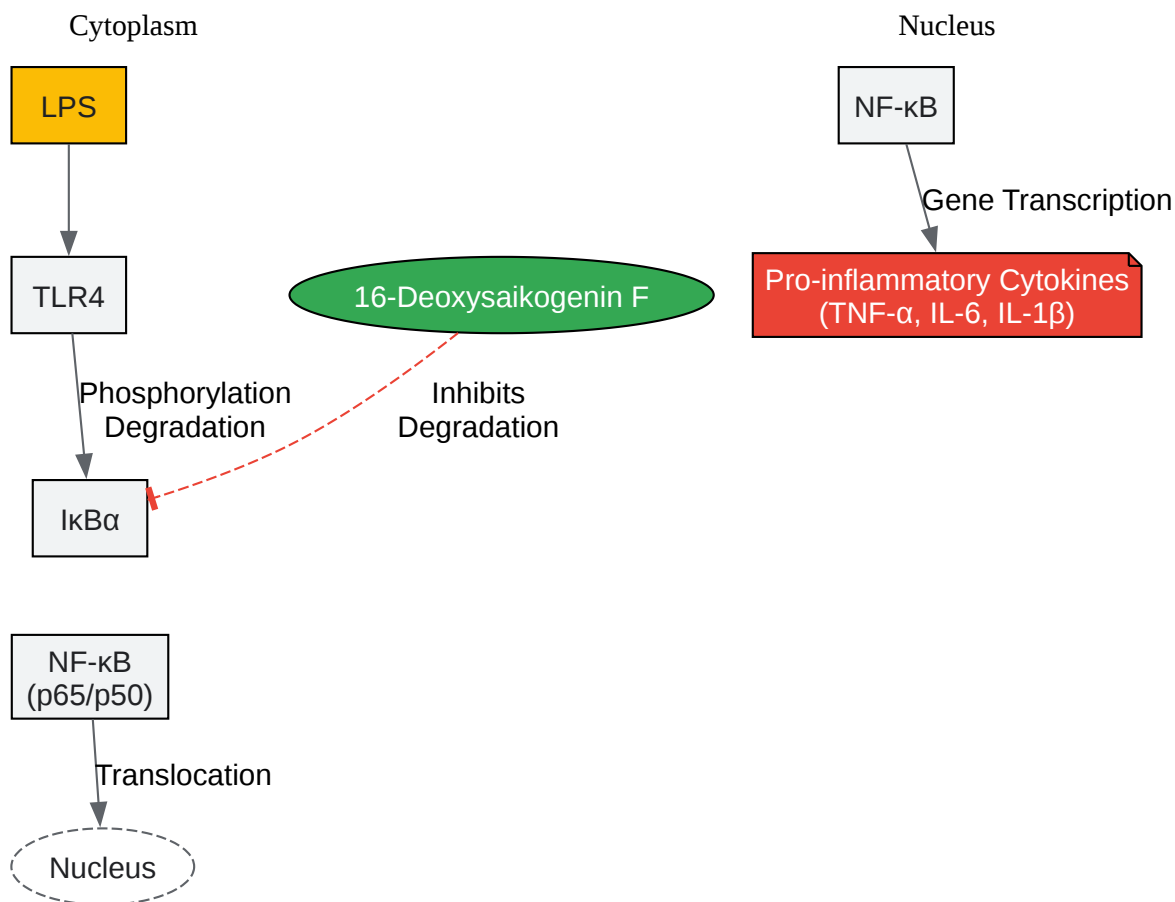 Cytoplasm
Nucleus
LPS
NF-κB
Gene Transcription
TLR4
16-Deoxysaikogenin F
Pro-inflammatory Cytokines
(TNF-α, IL-6, IL-1β)
Phosphorylation
Degradation
Inhibits
Degradation
IκBα
NF-κB
(p65/p50)
Translocation
Nucleus